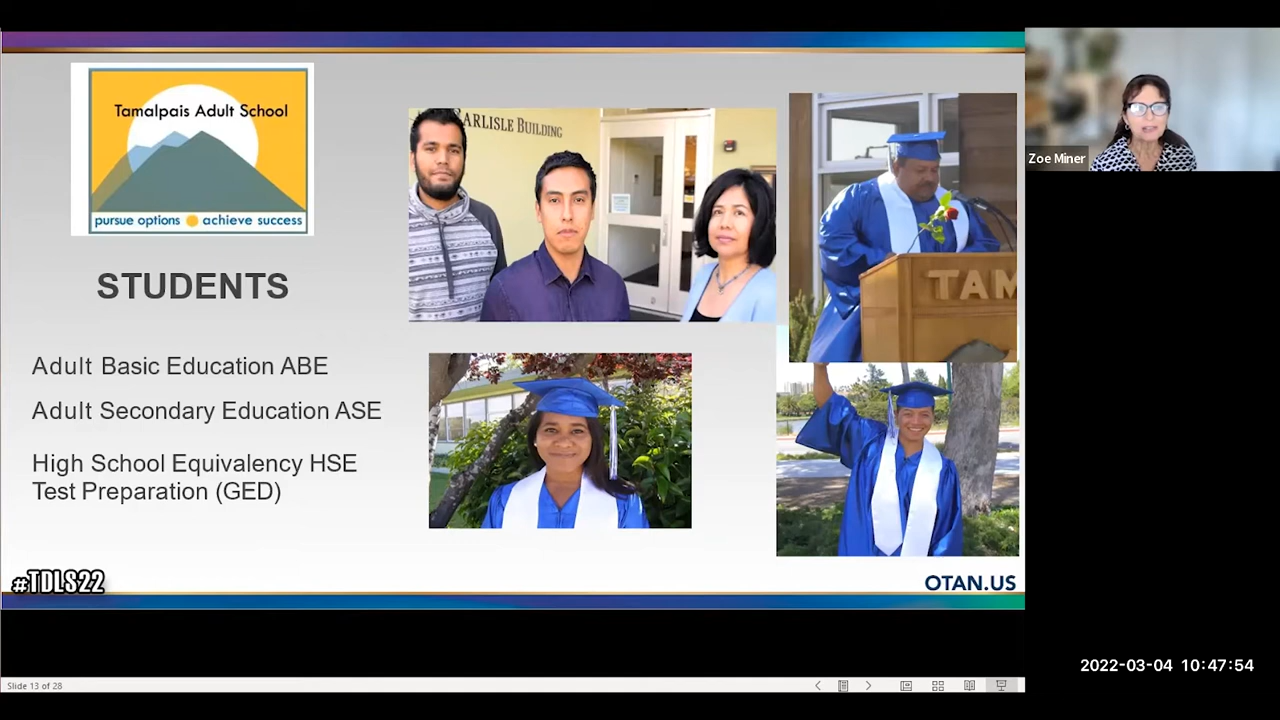 Tamalpais Adult School
pursue options achieve success
STUDENTS
Adult Basic Education ABE
Adult Secondary Education ASE
High School Equivalency HSE
Test Preparation (GED)
#TDLS22
CARLISLE BUILDING
TAM
OTAN.US
Zoe Miner
2022-03-04 10:47:54
Slide 13 of 28